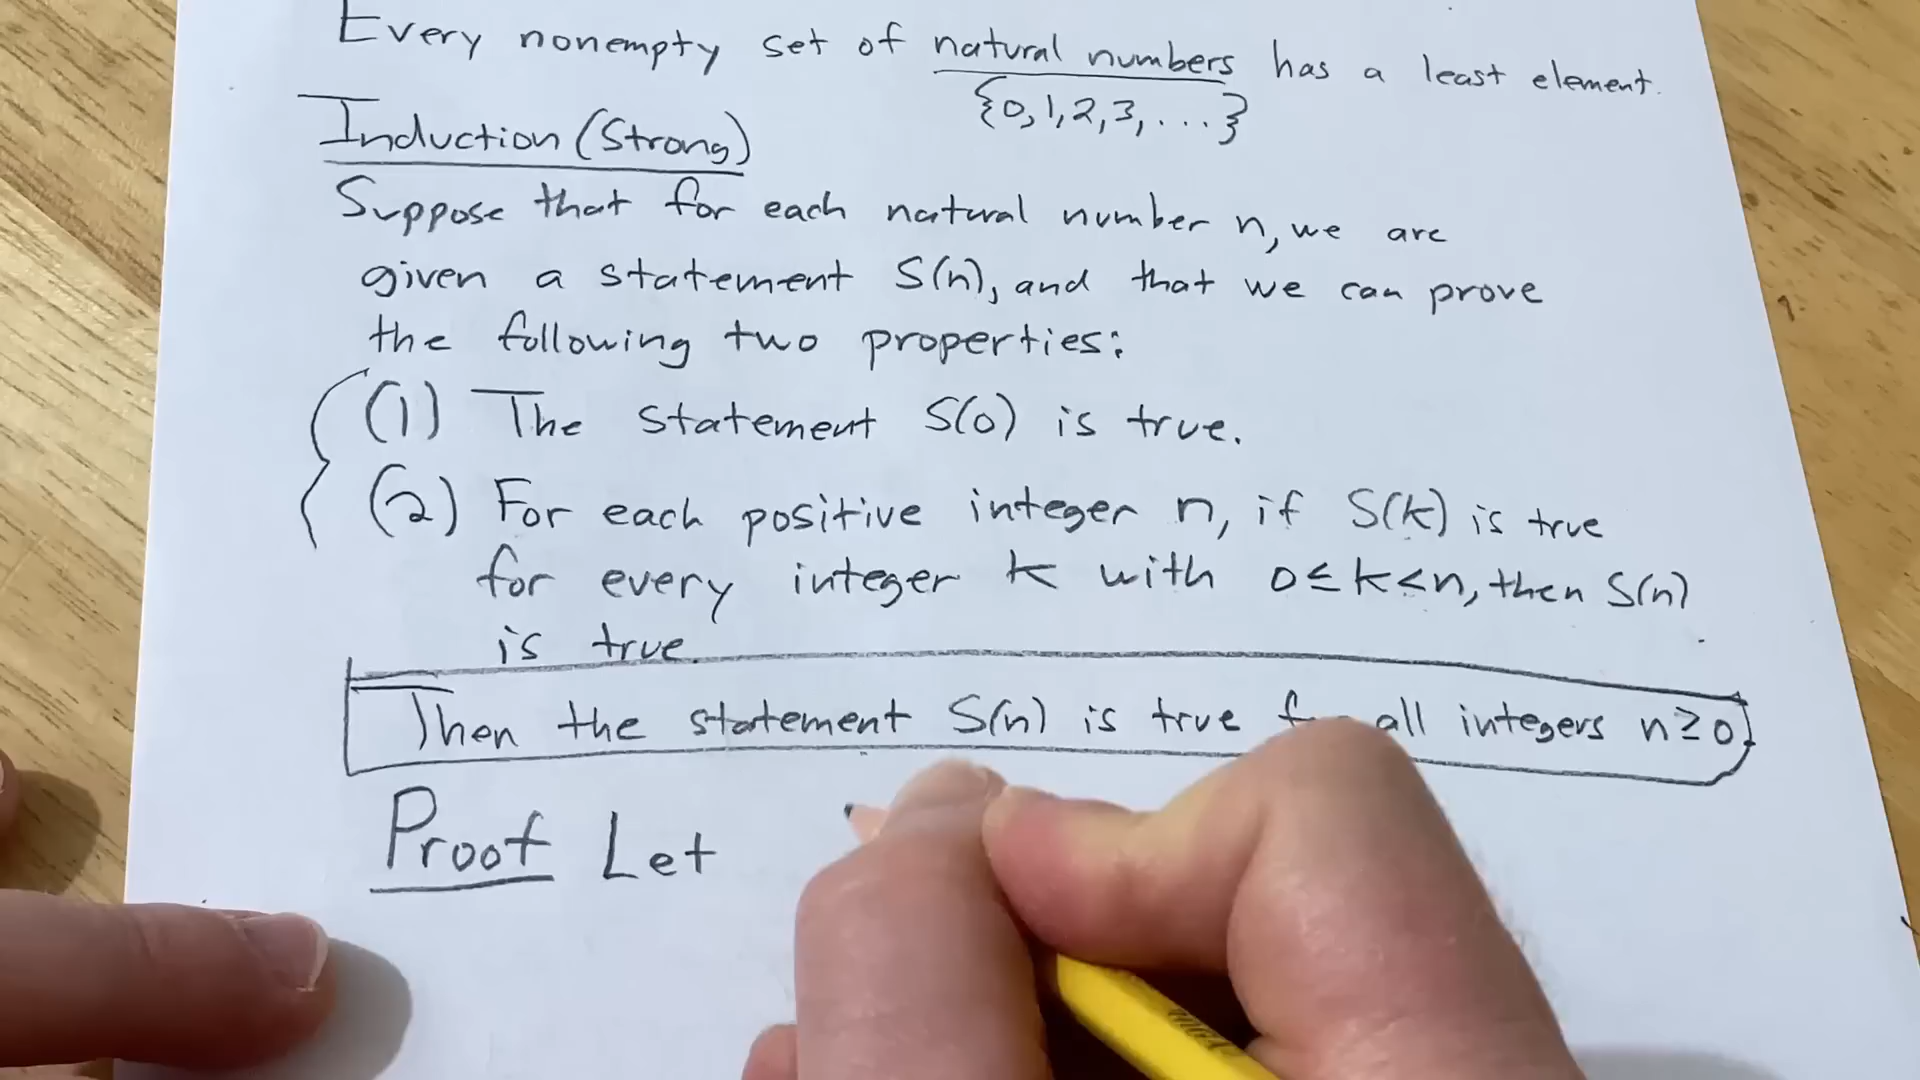 Every nonempty set of natural numbers has a least element.
{0,1,2,3,...}
Induction (Strong)
Suppose that for each natural number n, we are
given a statement S(n), and that we can prove
the following two properties:
(1) The statement S(0) is true.
(2) For each positive integer n, if S(k) is true
for every integer k with 0≤k<n, then S(n)
is true.
Then the statement S(n) is true all integers n≥0.
Proof Let